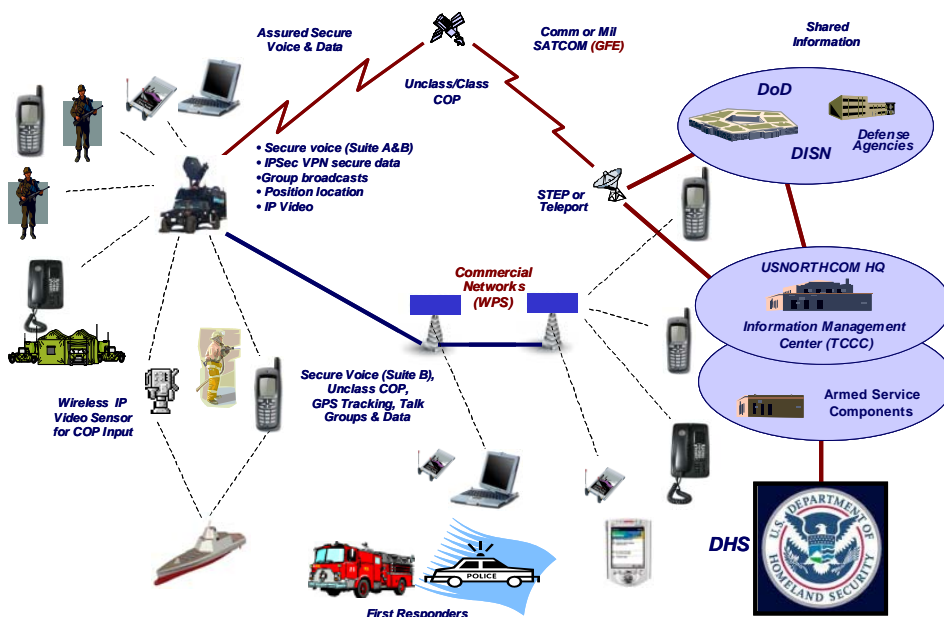 Assured Secure
Voice & Data
Comm or Mil
SATCOM (GFE)
Shared
Information
Unclass/Class
COP
DoD
DISN
Defense
Agencies
• Secure voice (Suite A&B)
• IPSec VPN secure data
•Group broadcasts
• Position location
• IP Video
STEP or
Teleport
Commercial
Networks
(WPS)
USNORTHCOM HQ
Information Management
Center (TCCC)
Armed Service
Components
Wireless IP
Video Sensor
for COP Input
Secure Voice (Suite B),
Unclass COP,
GPS Tracking, Talk
Groups & Data
DHS
U.S. DEPARTMENT OF
HOMELAND SECURITY
POLICE
First Responders